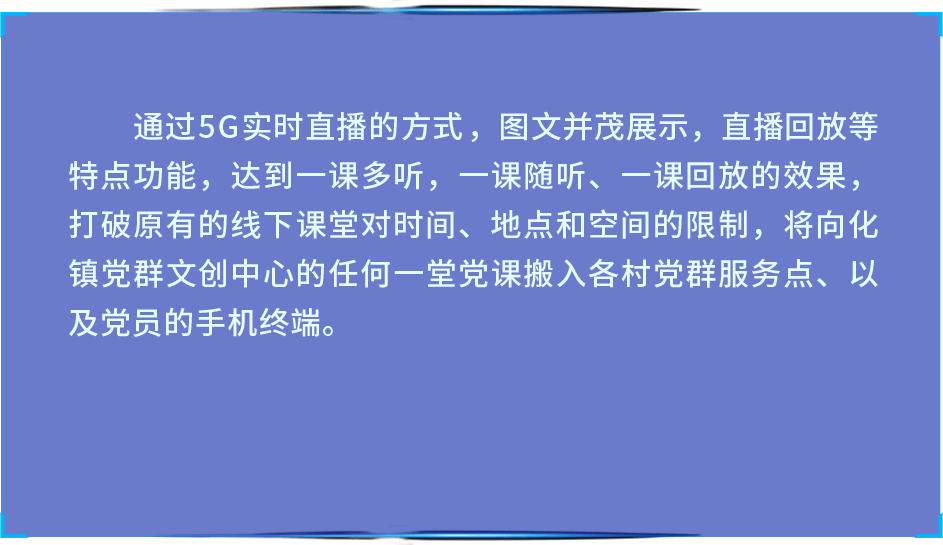 通过5G实时直播的方式，图文并茂展示，直播回放等
特点功能，达到一课多听，一课随听、一课回放的效果，
打破原有的线下课堂对时间、地点和空间的限制，将向化
镇党群文创中心的任何一堂党课搬入各村党群服务点、以
及党员的手机终端。